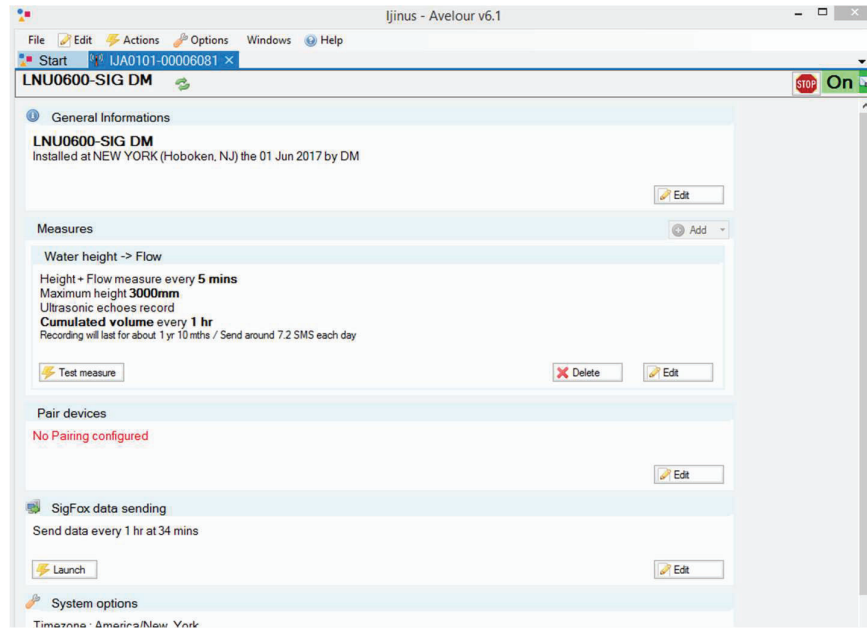 Ijinus - Avelour v6.1
File Edit Actions Options Windows Help
Start IJA0101-00006081 ×
LNU0600-SIG DM STOP On
General Informations
LNU0600-SIG DM
Installed at NEW YORK (Hoboken, NJ) the 01 Jun 2017 by DM
Edit
Measures Add
Water height -> Flow
Height + Flow measure every 5 mins
Maximum height 3000mm
Ultrasonic echoes record
Cumulated volume every 1 hr
Recording will last for about 1 yr 10 mths / Send around 7.2 SMS each day
Test measure Delete Edit
Pair devices
No Pairing configured
Edit
SigFox data sending
Send data every 1 hr at 34 mins
Launch Edit
System options
Timezone : America/New_York